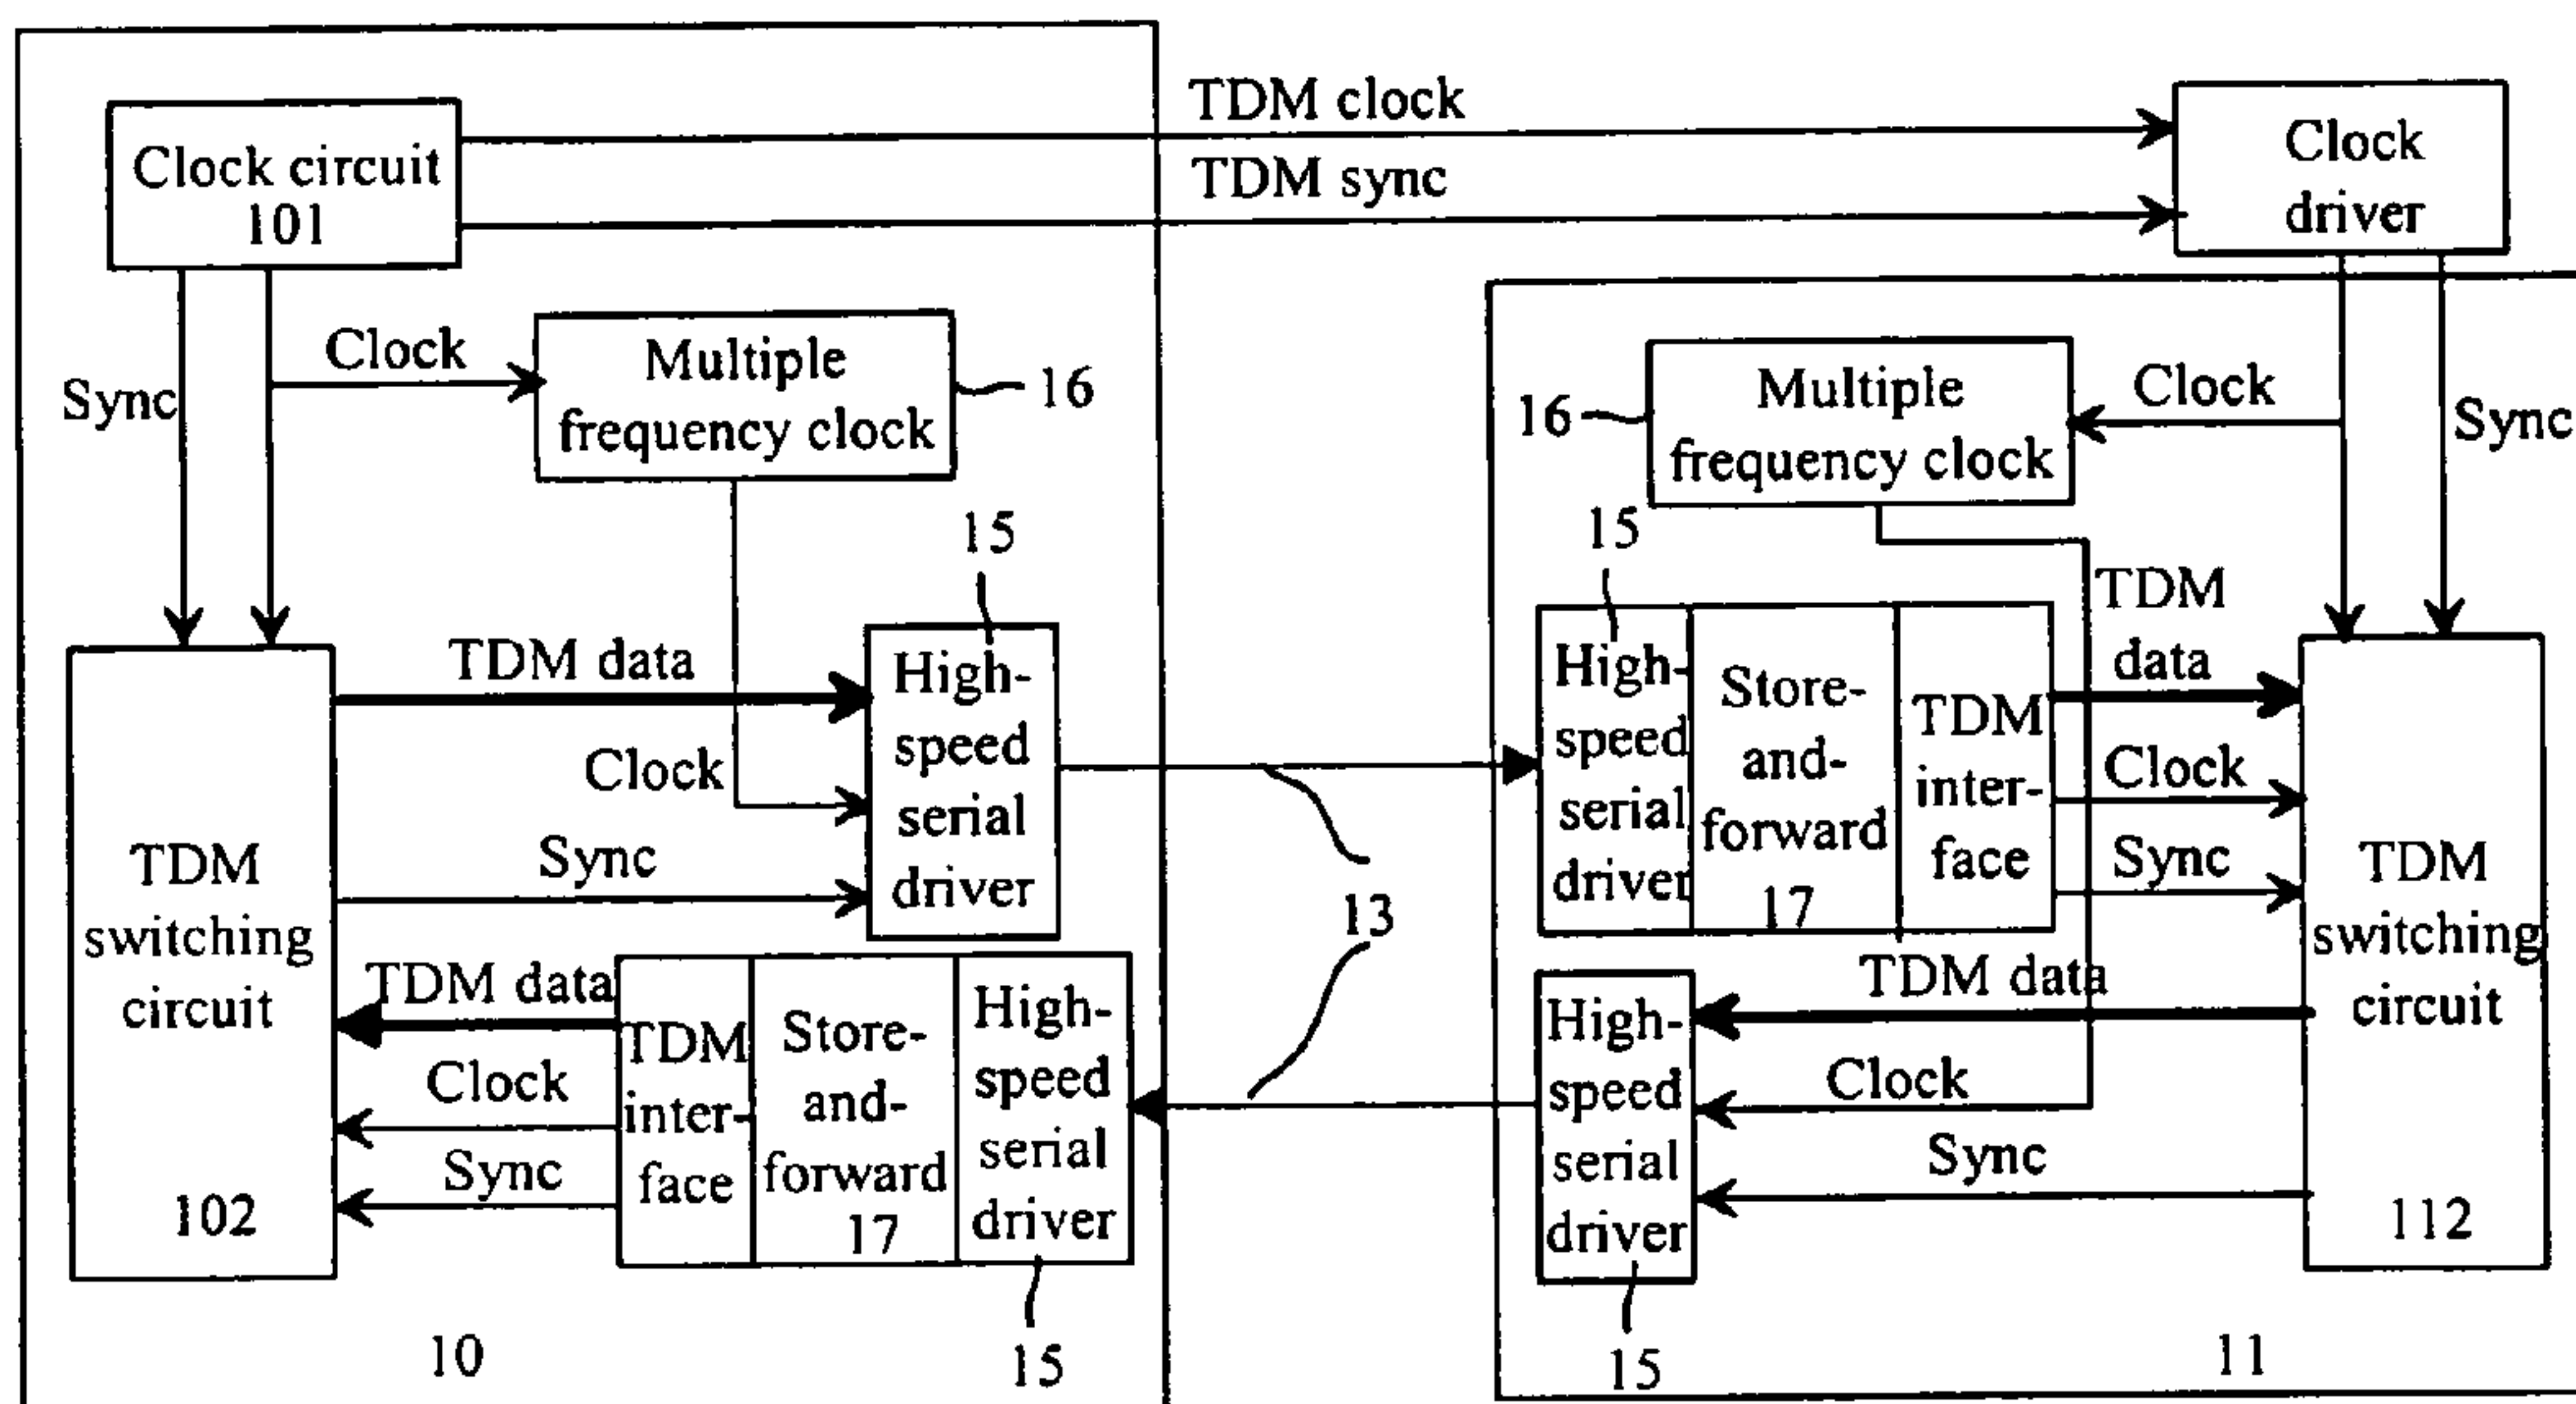 TDM clock
Clock circuit
101
TDM sync
Clock
driver
Sync
Clock
Multiple
frequency clock
16
16
Multiple
frequency clock
Clock
Sync
15
TDM data
High-
speed
serial
driver
Clock
Sync
TDM
switching
circuit
102
TDM data
Clock
Sync
TDM
inter-
face
Store-
and-
forward
17
High-
speed
serial
driver
15
10
13
15
High-
speed
serial
driver
Store-
and-
forward
17
TDM
inter-
face
TDM
data
Clock
Sync
TDM
switching
circuit
112
High-
speed
serial
driver
TDM data
Clock
Sync
15
11